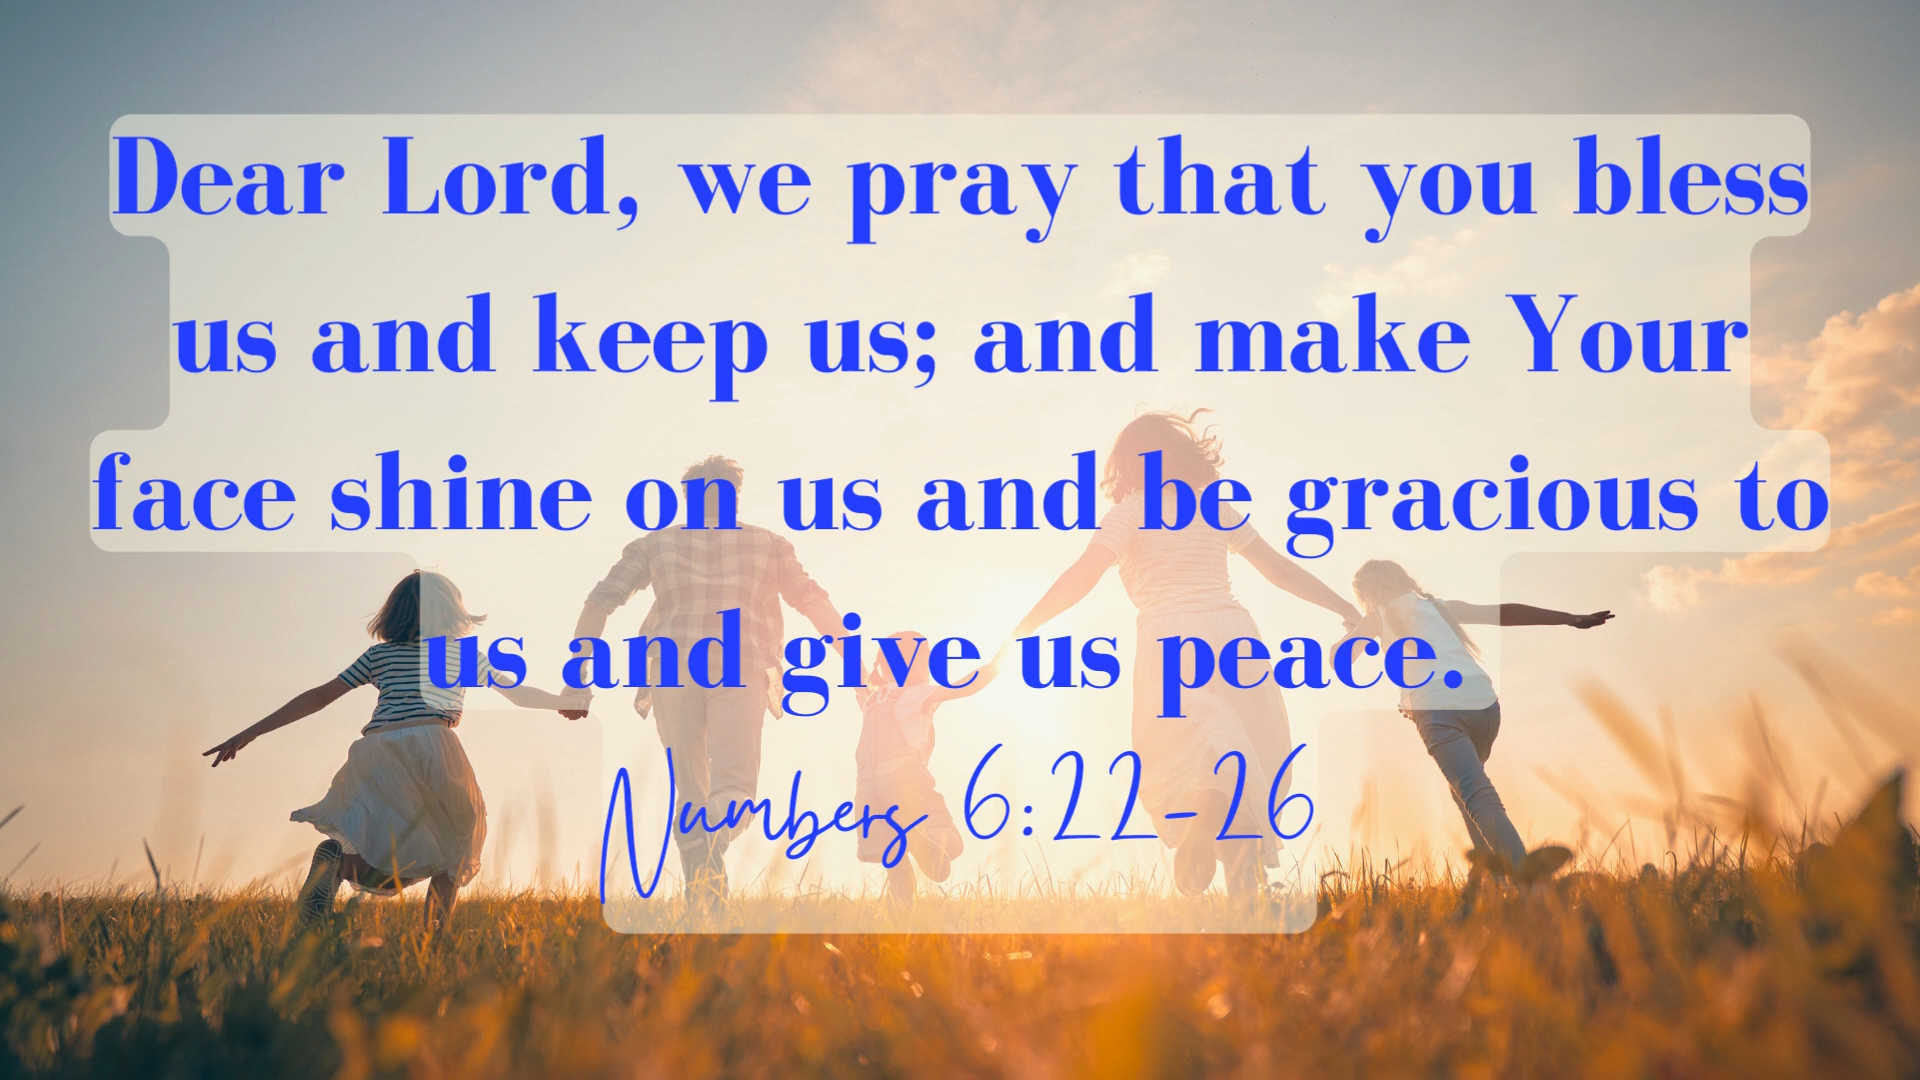 Dear Lord, we pray that you bless
us and keep us; and make Your
face shine on us and be gracious to
us and give us peace.
Numbers 6:22-26